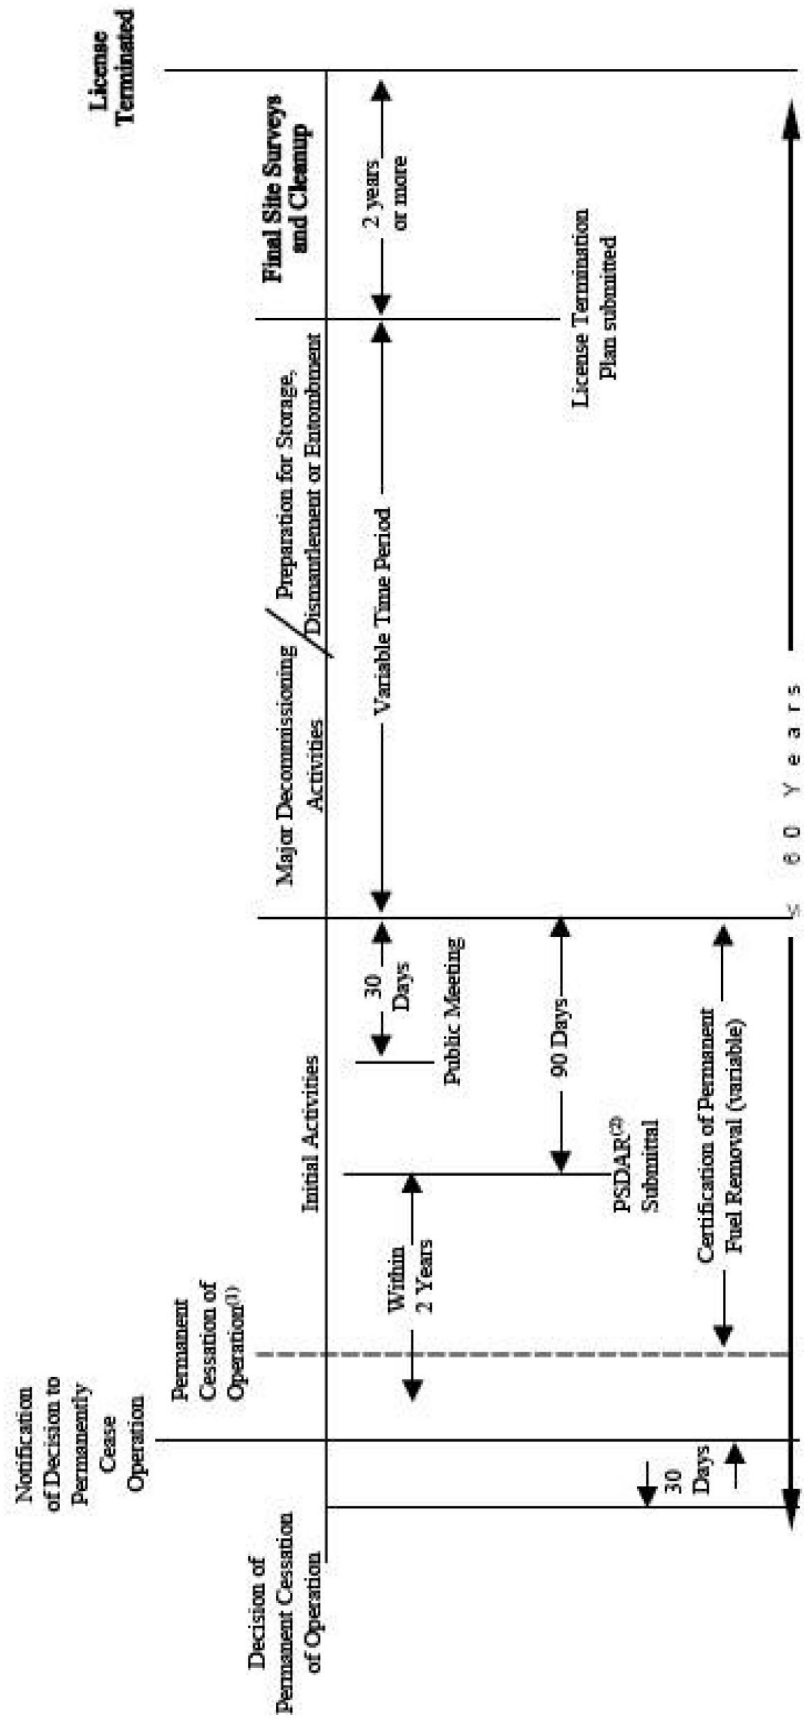 Notification
of Decision to
Permanently
Cease
Operation
License
Terminated
Permanent
Cessation of
Operation(1)
Decision of
Permanent Cessation
of Operation
Initial Activities
Major Decommissioning
Activities
Preparation for Storage,
Dismantlement or Entombment
Final Site Surveys
and Cleanup
Within
2 Years
30
Days
Public Meeting
Variable Time Period
2 years
or more
PSDAR(2)
Submittal
90 Days
License Termination
Plan submitted
30
Days
Certification of Permanent
Fuel Removal (variable)
≤ 60 Years